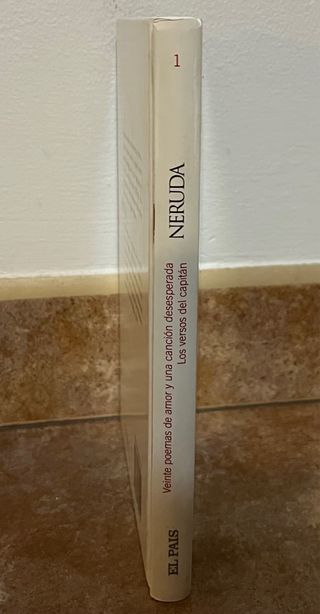 1
NERUDA
Veinte poemas de amor y una canción desesperada
Los versos del capitán
EL PAIS